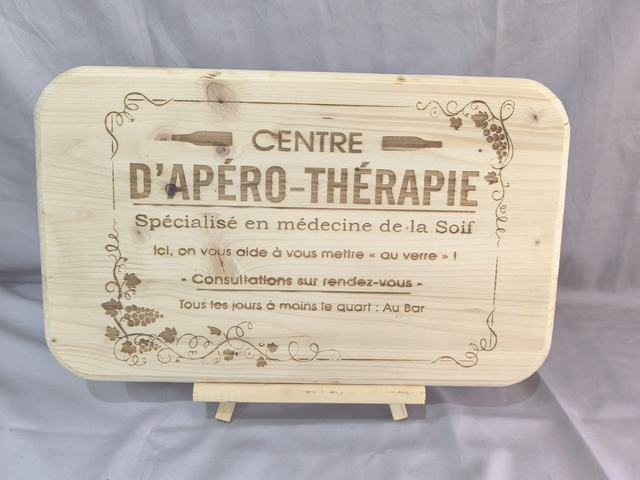 CENTRE
D'APÉRO-THÉRAPIE
Spécialisé en médecine de la Soif
Ici, on vous aide à vous mettre « au verre » !
- Consultations sur rendez-vous -
Tous les jours à moins le quart : Au Bar